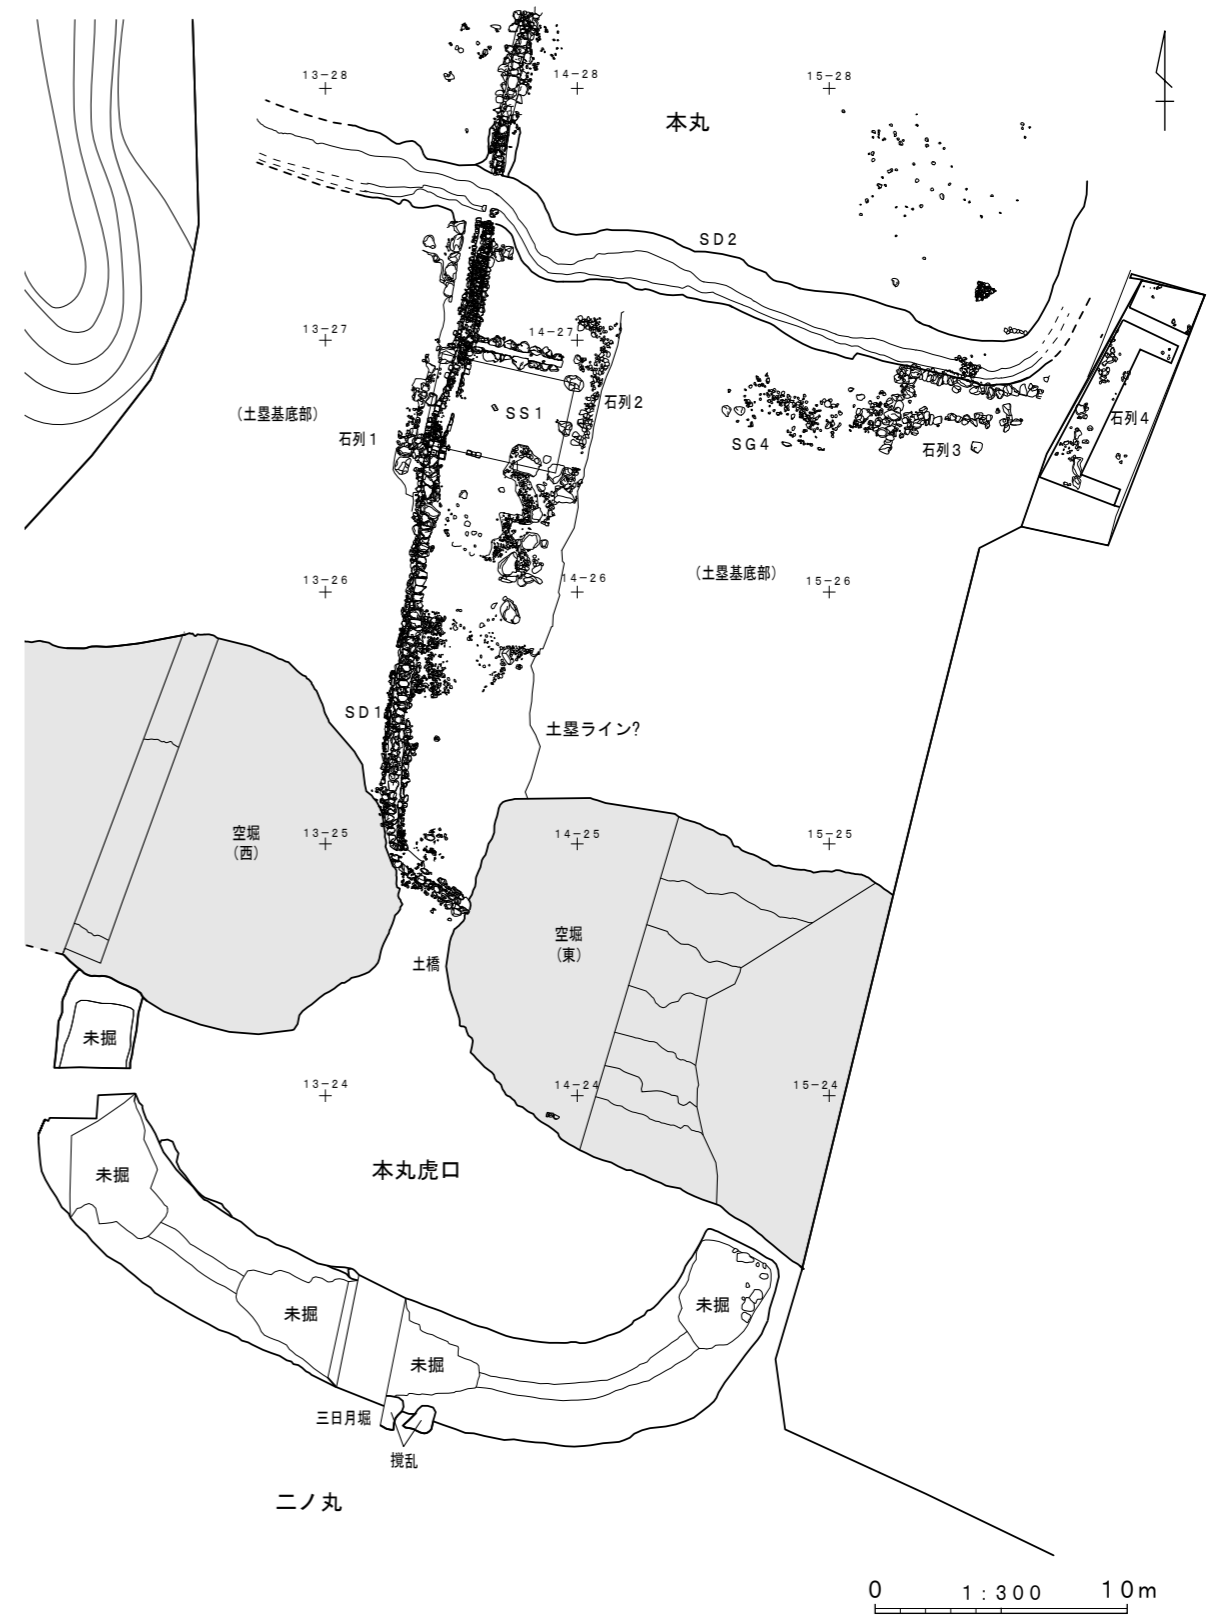 13-28
14-28
15-28
本丸
SD2
13-27
14-27
(土塁基底部)
SS1
石列2
石列1
SG4
石列3
石列4
13-26
14-26
(土塁基底部)
15-26
SD1
土塁ライン?
空堀
(西)
13-25
14-25
15-25
空堀
(東)
土橋
未掘
13-24
14-24
15-24
本丸虎口
未掘
未掘
未掘
未掘
三日月堀
撹乱
二ノ丸
0 1:300 10m